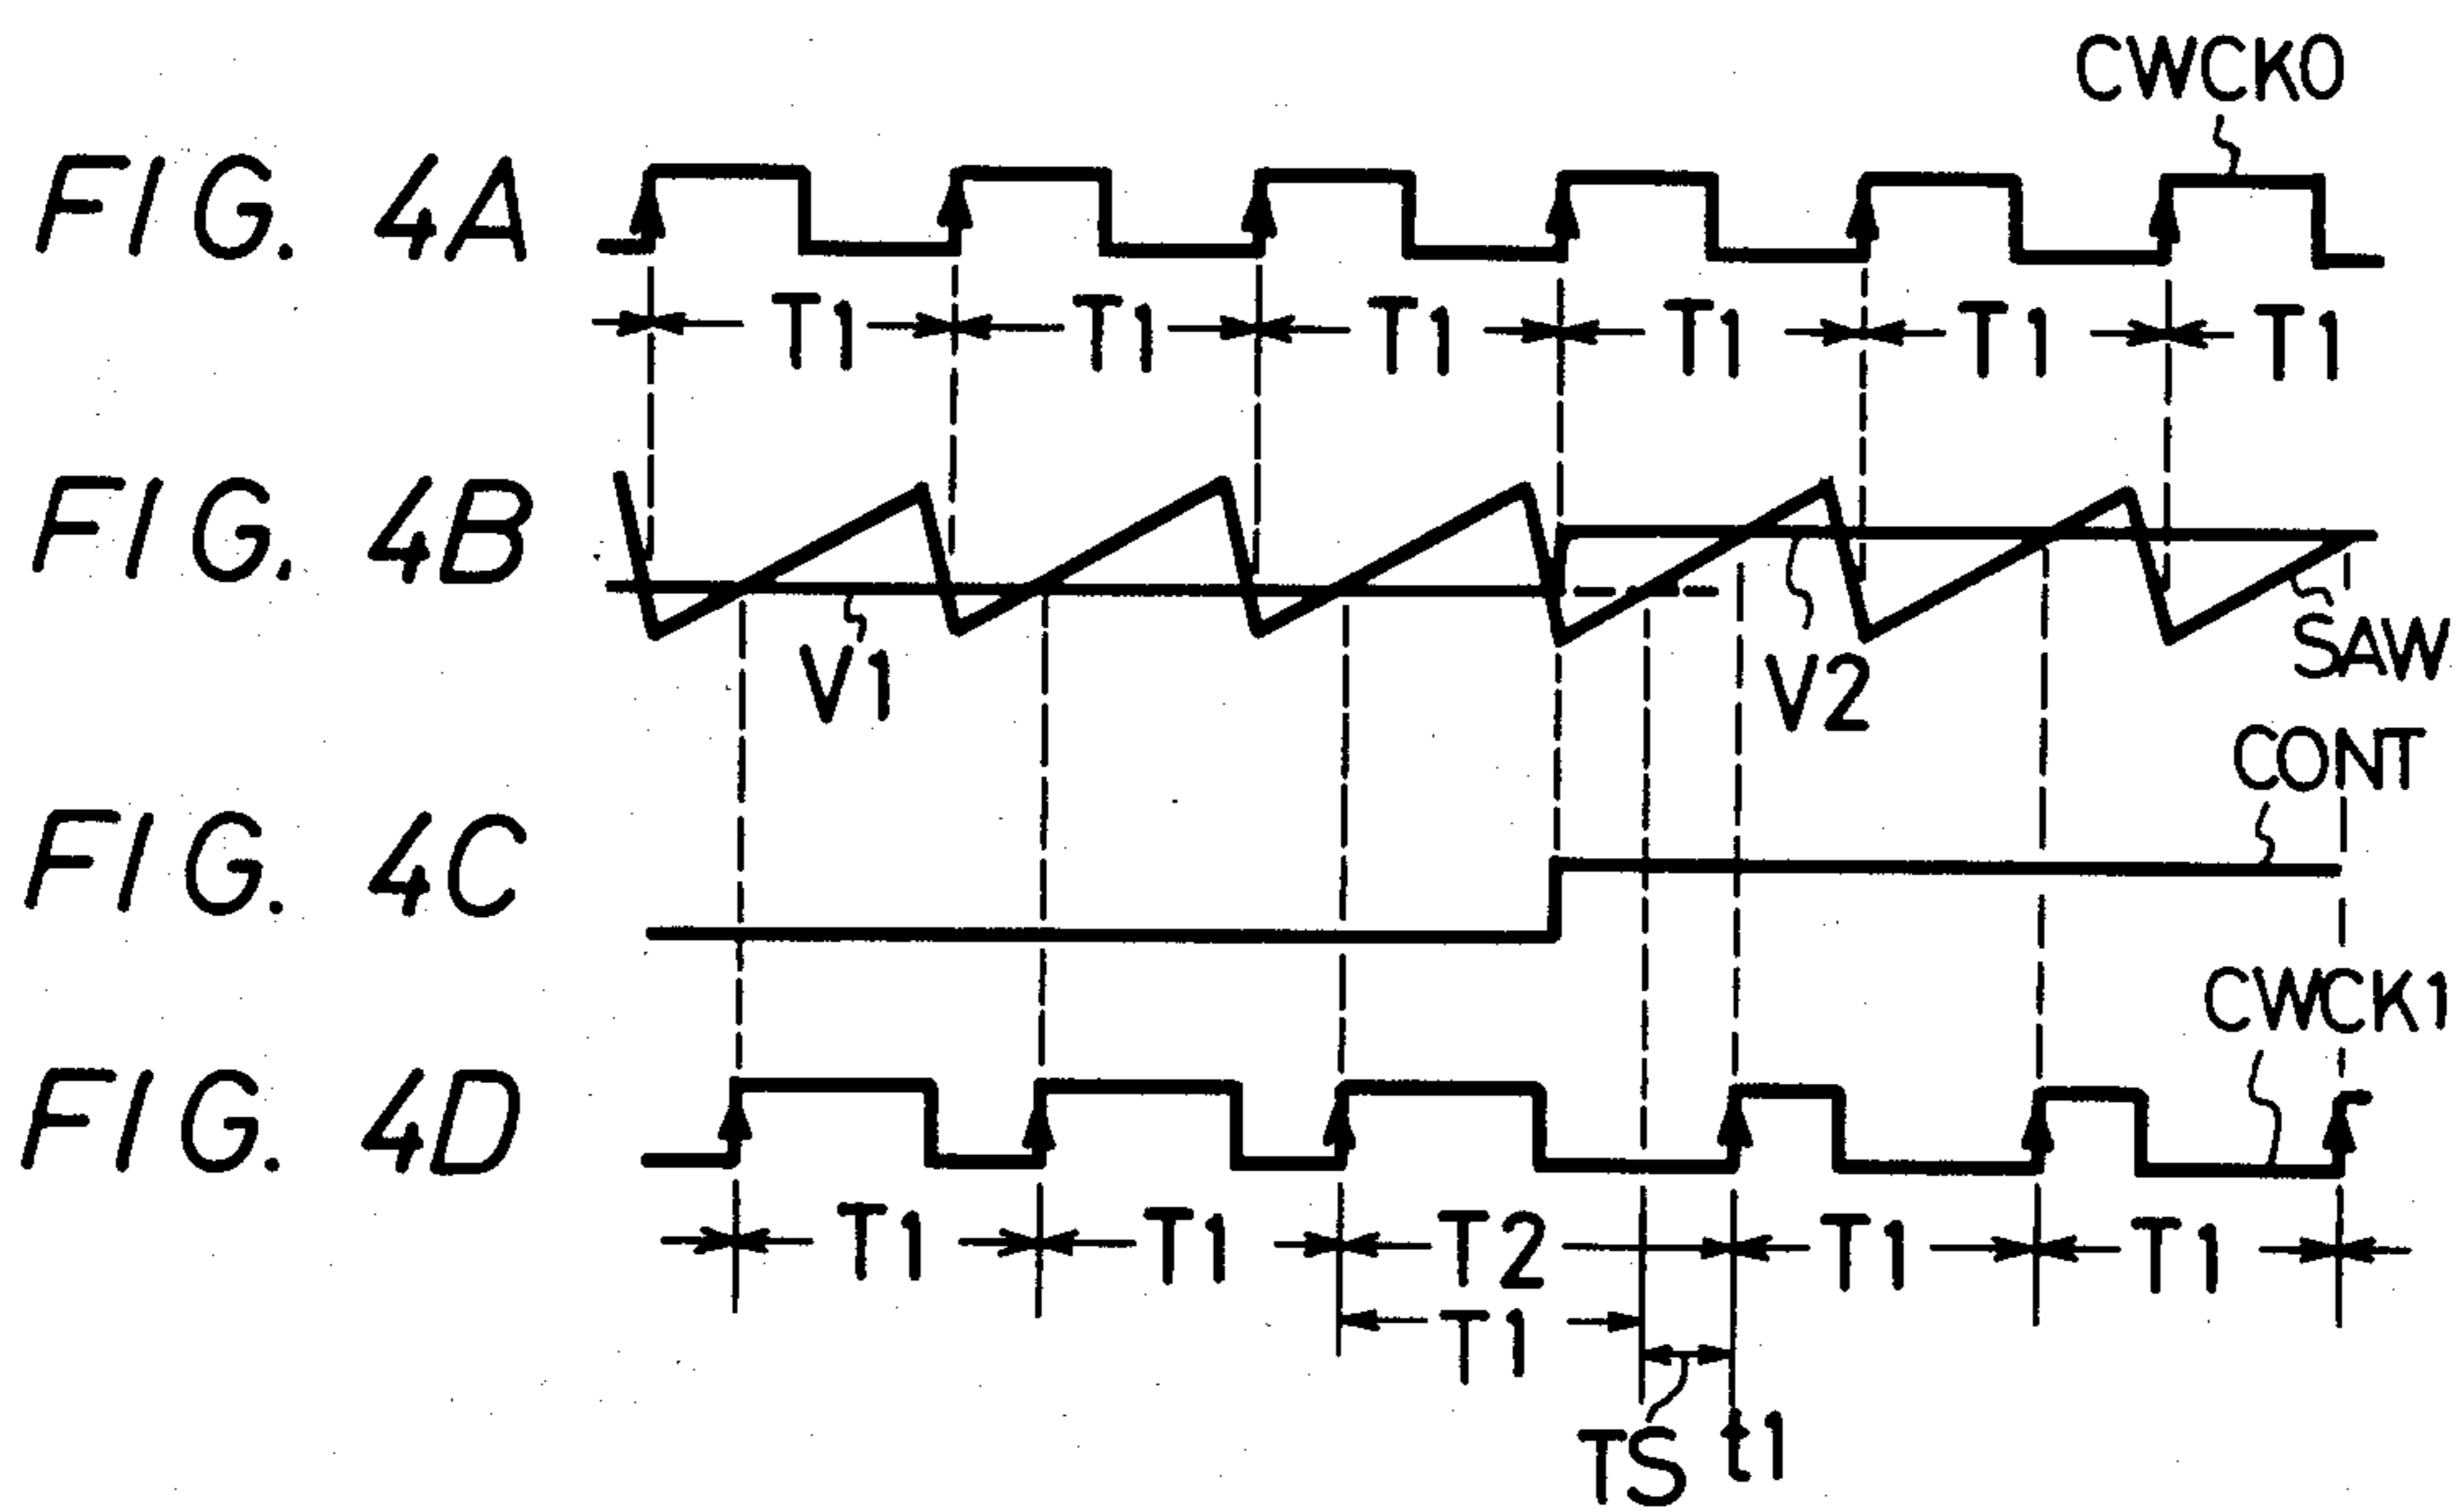 CWCK0
FIG. 4A
T1 T1 T1 T1 T1 T1
FIG. 4B
V1 V2 SAW
CONT
FIG. 4C
CWCK1
FIG. 4D
T1 T1 T2 T1 T1
T1
TS t1